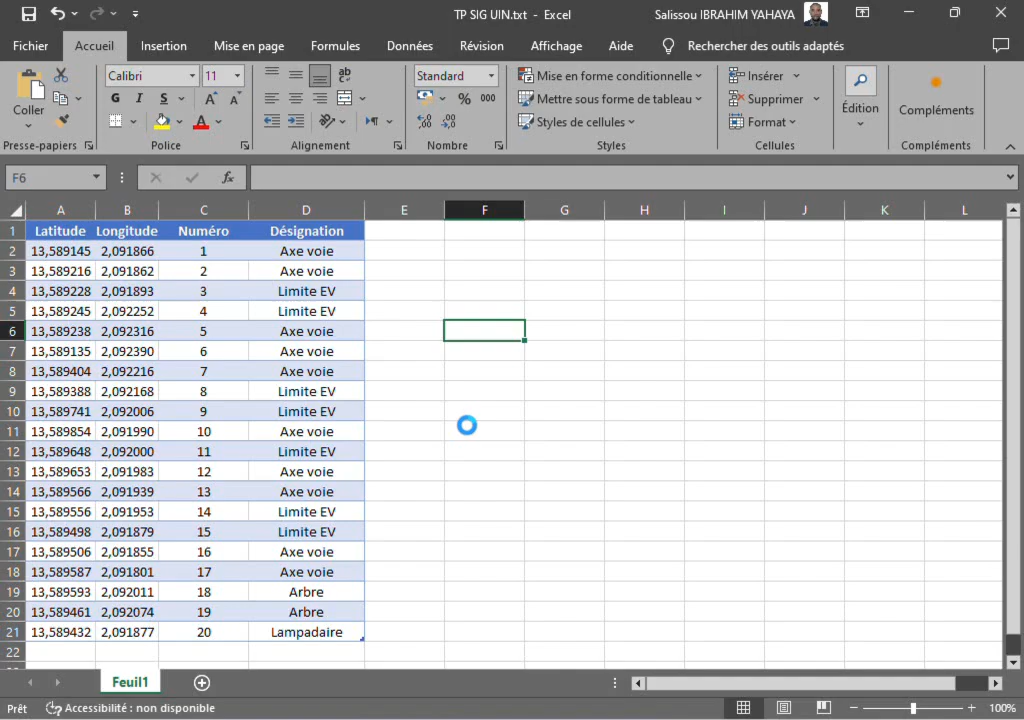 TP SIG UIN.txt - Excel
Salissou IBRAHIM YAHAYA
Fichier Accueil Insertion Mise en page Formules Données Révision Affichage Aide Rechercher des outils adaptés
Coller
Calibri 11
G I S
A A
A
ab
Standard
% 000
Mise en forme conditionnelle
Mettre sous forme de tableau
Styles de cellules
Insérer
Supprimer
Format
Édition
Compléments
Presse-papiers Police Alignement Nombre Styles Cellules Compléments
F6 fx
A B C D E F G H I J K L
1 Latitude Longitude Numéro Désignation
2 13,589145 2,091866 1 Axe voie
3 13,589216 2,091862 2 Axe voie
4 13,589228 2,091893 3 Limite EV
5 13,589245 2,092252 4 Limite EV
6 13,589238 2,092316 5 Axe voie
7 13,589135 2,092390 6 Axe voie
8 13,589404 2,092216 7 Axe voie
9 13,589388 2,092168 8 Limite EV
10 13,589741 2,092006 9 Limite EV
11 13,589854 2,091990 10 Axe voie
12 13,589648 2,092000 11 Limite EV
13 13,589653 2,091983 12 Axe voie
14 13,589566 2,091939 13 Axe voie
15 13,589556 2,091953 14 Limite EV
16 13,589498 2,091879 15 Limite EV
17 13,589506 2,091855 16 Axe voie
18 13,589587 2,091801 17 Axe voie
19 13,589593 2,092011 18 Arbre
20 13,589461 2,092074 19 Arbre
21 13,589432 2,091877 20 Lampadaire
22
Feuil1
Prêt Accessibilité : non disponible 100%